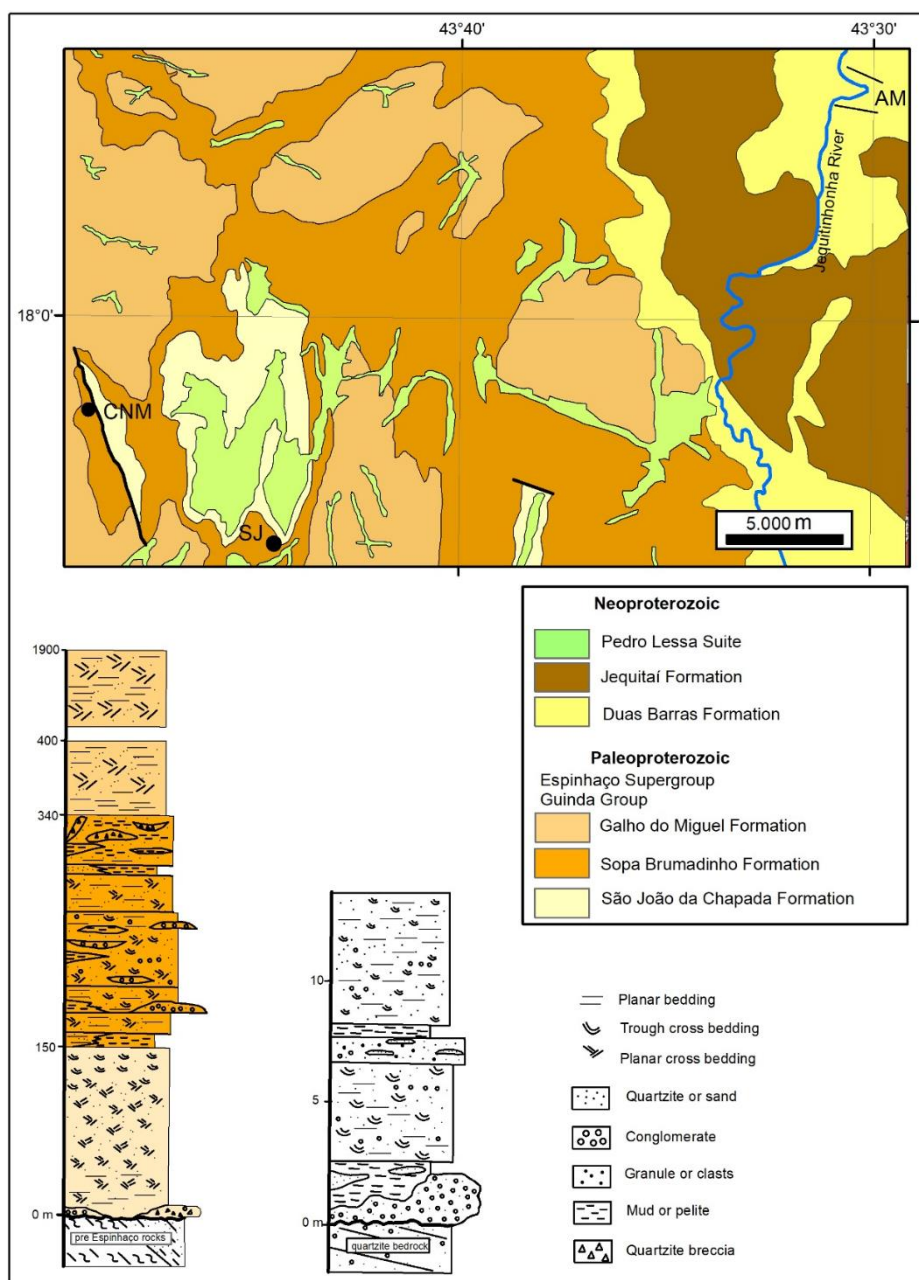 43°40'
43°30'
AM
Jequitinhonha River
18°0'
CNM
SJ
5.000 m
Neoproterozoic
Pedro Lessa Suite
Jequitaí Formation
Duas Barras Formation
Paleoproterozoic
Espinhaço Supergroup
Guinda Group
Galho do Miguel Formation
Sopa Brumadinho Formation
São João da Chapada Formation
1900
400
340
150
0 m
pre Espinhaço rocks
10
5
0 m
quartzite bedrock
Planar bedding
Trough cross bedding
Planar cross bedding
Quartzite or sand
Conglomerate
Granule or clasts
Mud or pelite
Quartzite breccia